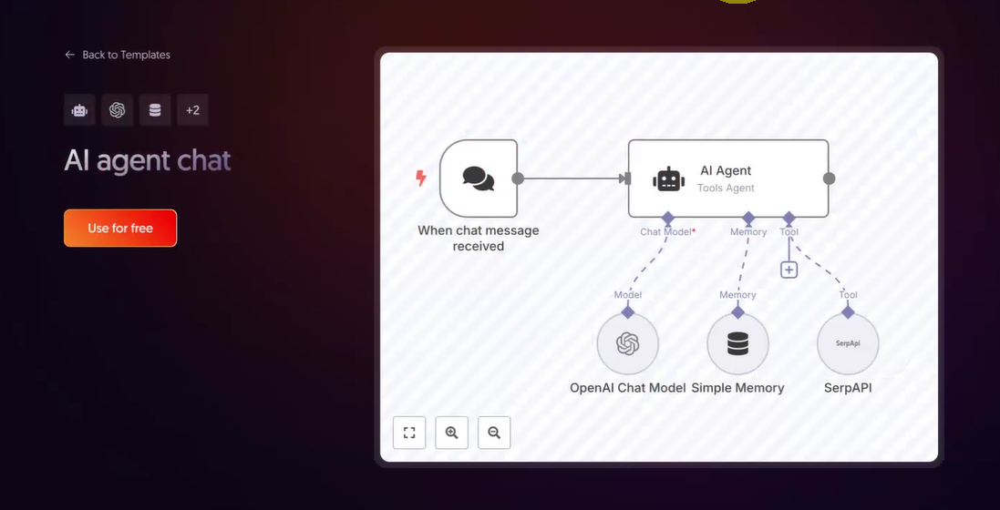 Back to Templates
+2
AI agent chat
Use for free
When chat message
received
AI Agent
Tools Agent
Chat Model*
Memory
Tool
Model
Memory
Tool
SerpApi
OpenAI Chat Model
Simple Memory
SerpAPI